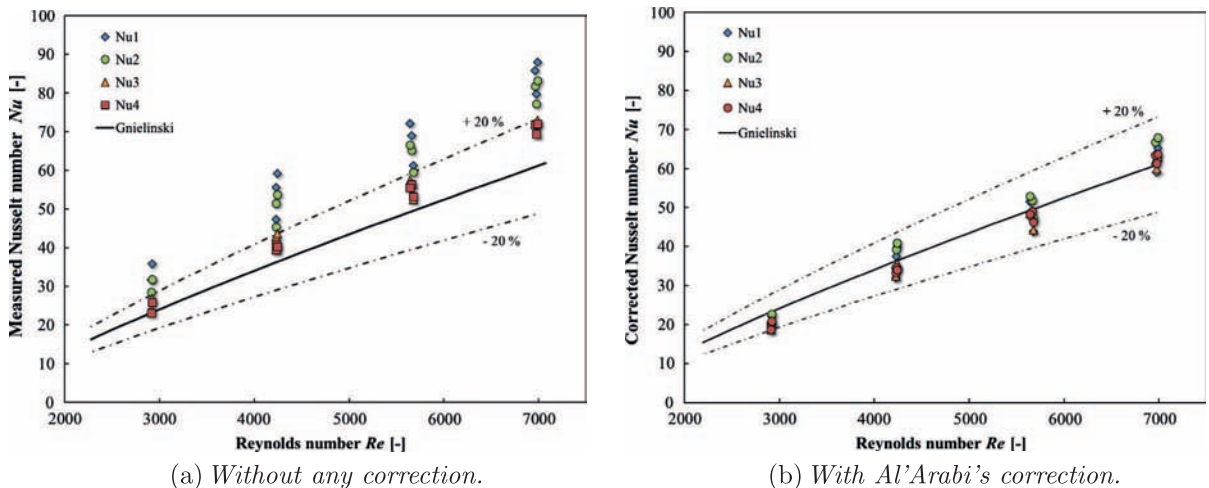 100
90
80
70
60
50
40
30
20
10
0
2000 3000 4000 5000 6000 7000
Measured Nusselt number Nu [-]
Reynolds number Re [-]
Nu1
Nu2
Nu3
Nu4
Gnielinski
+ 20 %
- 20 %
(a) Without any correction.
100
90
80
70
60
50
40
30
20
10
0
2000 3000 4000 5000 6000 7000
Corrected Nusselt number Nu [-]
Reynolds number Re [-]
Nu1
Nu2
Nu3
Nu4
Gnielinski
+ 20 %
- 20 %
(b) With Al'Arabi's correction.